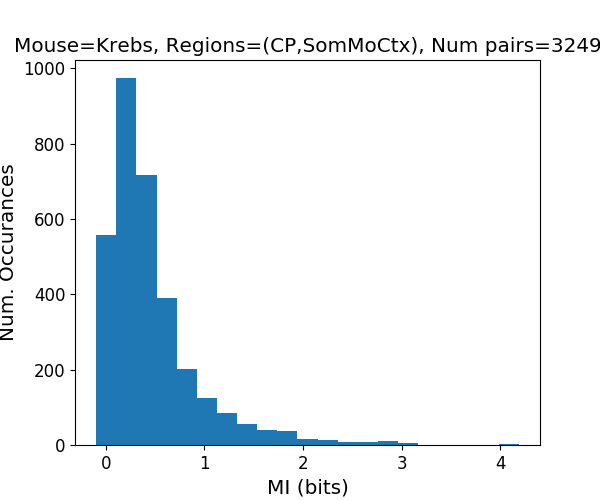 Mouse=Krebs, Regions=(CP,SomMoCtx), Num pairs=3249
1000
800
600
400
200
0
Num. Occurances
0 1 2 3 4
MI (bits)